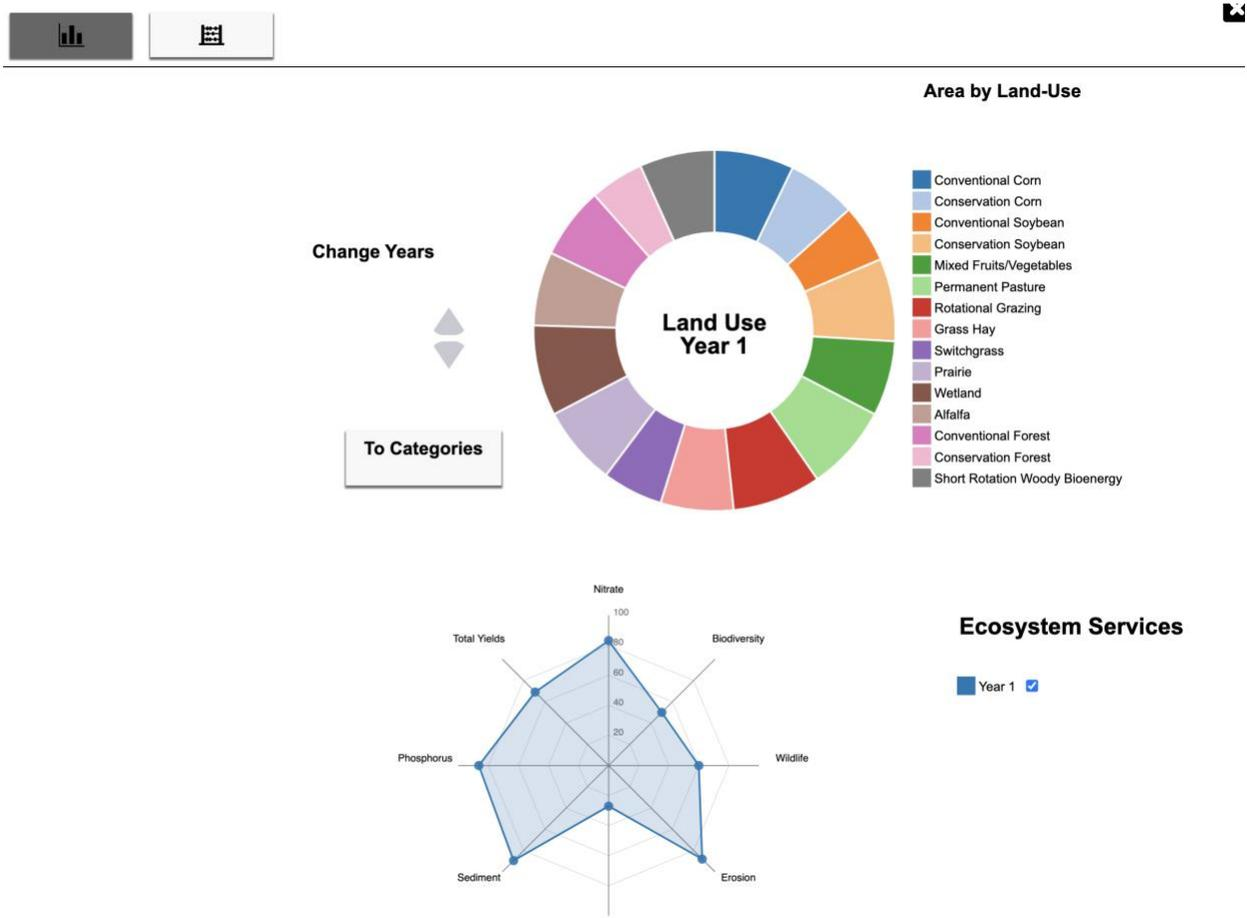 Area by Land-Use
Conventional Corn
Conservation Corn
Conventional Soybean
Conservation Soybean
Mixed Fruits/Vegetables
Permanent Pasture
Rotational Grazing
Grass Hay
Switchgrass
Prairie
Wetland
Alfalfa
Conventional Forest
Conservation Forest
Short Rotation Woody Bioenergy
Change Years
Land Use
Year 1
To Categories
Nitrate
100
80
60
40
20
Total Yields
Biodiversity
Phosphorus
Wildlife
Sediment
Erosion
Ecosystem Services
Year 1